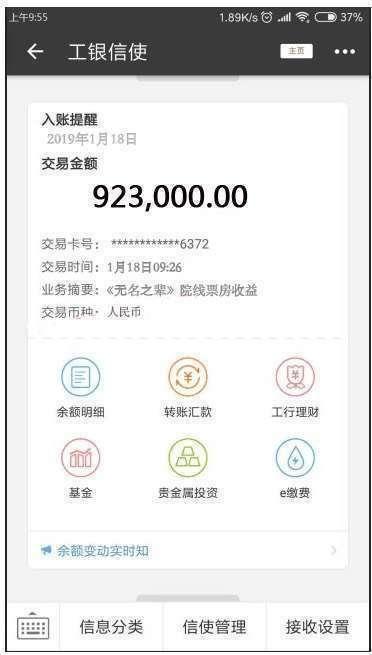 上午9:55
1.89K/s
37%
工银信使
主页
入账提醒
2019年1月18日
交易金额
923,000.00
交易卡号： ************6372
交易时间：1月18日09:26
业务摘要：《无名之辈》院线票房收益
交易币种：人民币
余额明细
转账汇款
工行理财
基金
贵金属投资
e缴费
余额变动实时知
信息分类
信使管理
接收设置